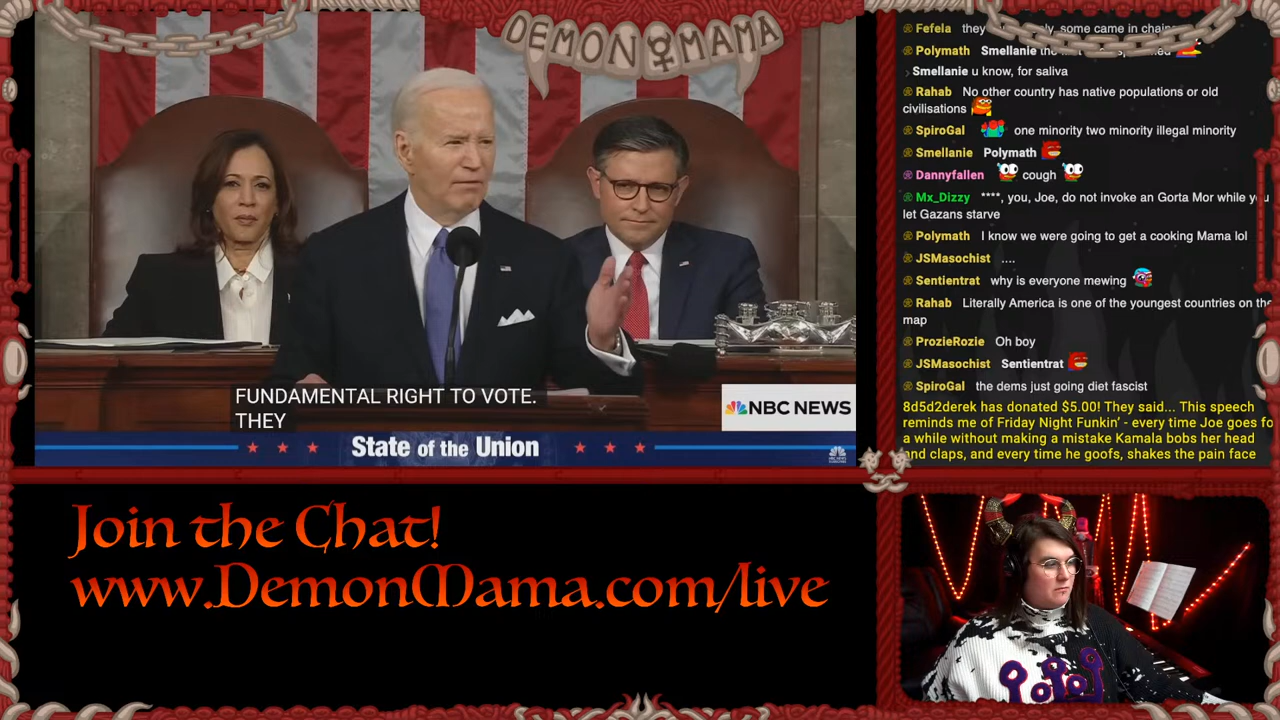 DEMON MAMA
FUNDAMENTAL RIGHT TO VOTE.
THEY
NBC NEWS
State of the Union
Fefela they some came in chains
Polymath Smellanie the
Smellanie u know, for saliva
Rahab No other country has native populations or old
civilisations
SpiroGal one minority two minority illegal minority
Smellanie Polymath
Dannyfallen cough
Mx_Dizzy ****, you, Joe, do not invoke an Gorta Mor while you
let Gazans starve
Polymath I know we were going to get a cooking Mama lol
JSMasochist ....
Sentientrat why is everyone mewing
Rahab Literally America is one of the youngest countries on the
map
ProzieRozie Oh boy
JSMasochist Sentientrat
SpiroGal the dems just going diet fascist
8d5d2derek has donated $5.00! They said... This speech
reminds me of Friday Night Funkin' - every time Joe goes fo
a while without making a mistake Kamala bobs her head
and claps, and every time he goofs, shakes the pain face
Join the Chat!
www.DemonMama.com/live